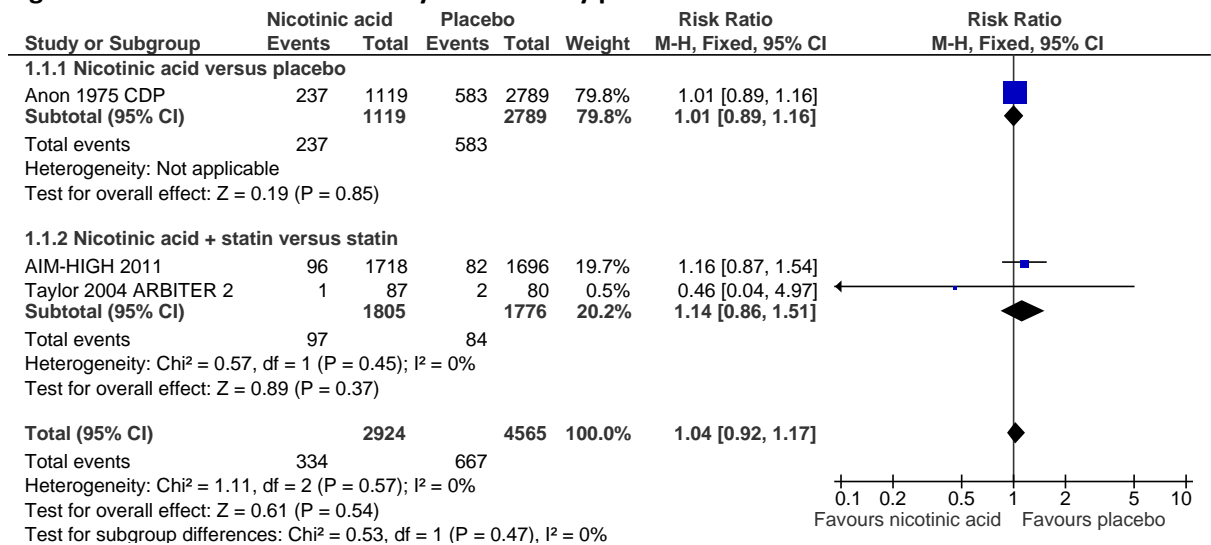 Nicotinic acid Placebo Risk Ratio Risk Ratio
Study or Subgroup Events Total Events Total Weight M-H, Fixed, 95% CI M-H, Fixed, 95% CI
1.1.1 Nicotinic acid versus placebo
Anon 1975 CDP 237 1119 583 2789 79.8% 1.01 [0.89, 1.16]
Subtotal (95% CI) 1119 2789 79.8% 1.01 [0.89, 1.16]
Total events 237 583
Heterogeneity: Not applicable
Test for overall effect: Z = 0.19 (P = 0.85)
1.1.2 Nicotinic acid + statin versus statin
AIM-HIGH 2011 96 1718 82 1696 19.7% 1.16 [0.87, 1.54]
Taylor 2004 ARBITER 2 1 87 2 80 0.5% 0.46 [0.04, 4.97]
Subtotal (95% CI) 1805 1776 20.2% 1.14 [0.86, 1.51]
Total events 97 84
Heterogeneity: Chi² = 0.57, df = 1 (P = 0.45); I² = 0%
Test for overall effect: Z = 0.89 (P = 0.37)
Total (95% CI) 2924 4565 100.0% 1.04 [0.92, 1.17]
Total events 334 667
Heterogeneity: Chi² = 1.11, df = 2 (P = 0.57); I² = 0%
Test for overall effect: Z = 0.61 (P = 0.54)
Test for subgroup differences: Chi² = 0.53, df = 1 (P = 0.47), I² = 0%
0.1 0.2 0.5 1 2 5 10
Favours nicotinic acid Favours placebo